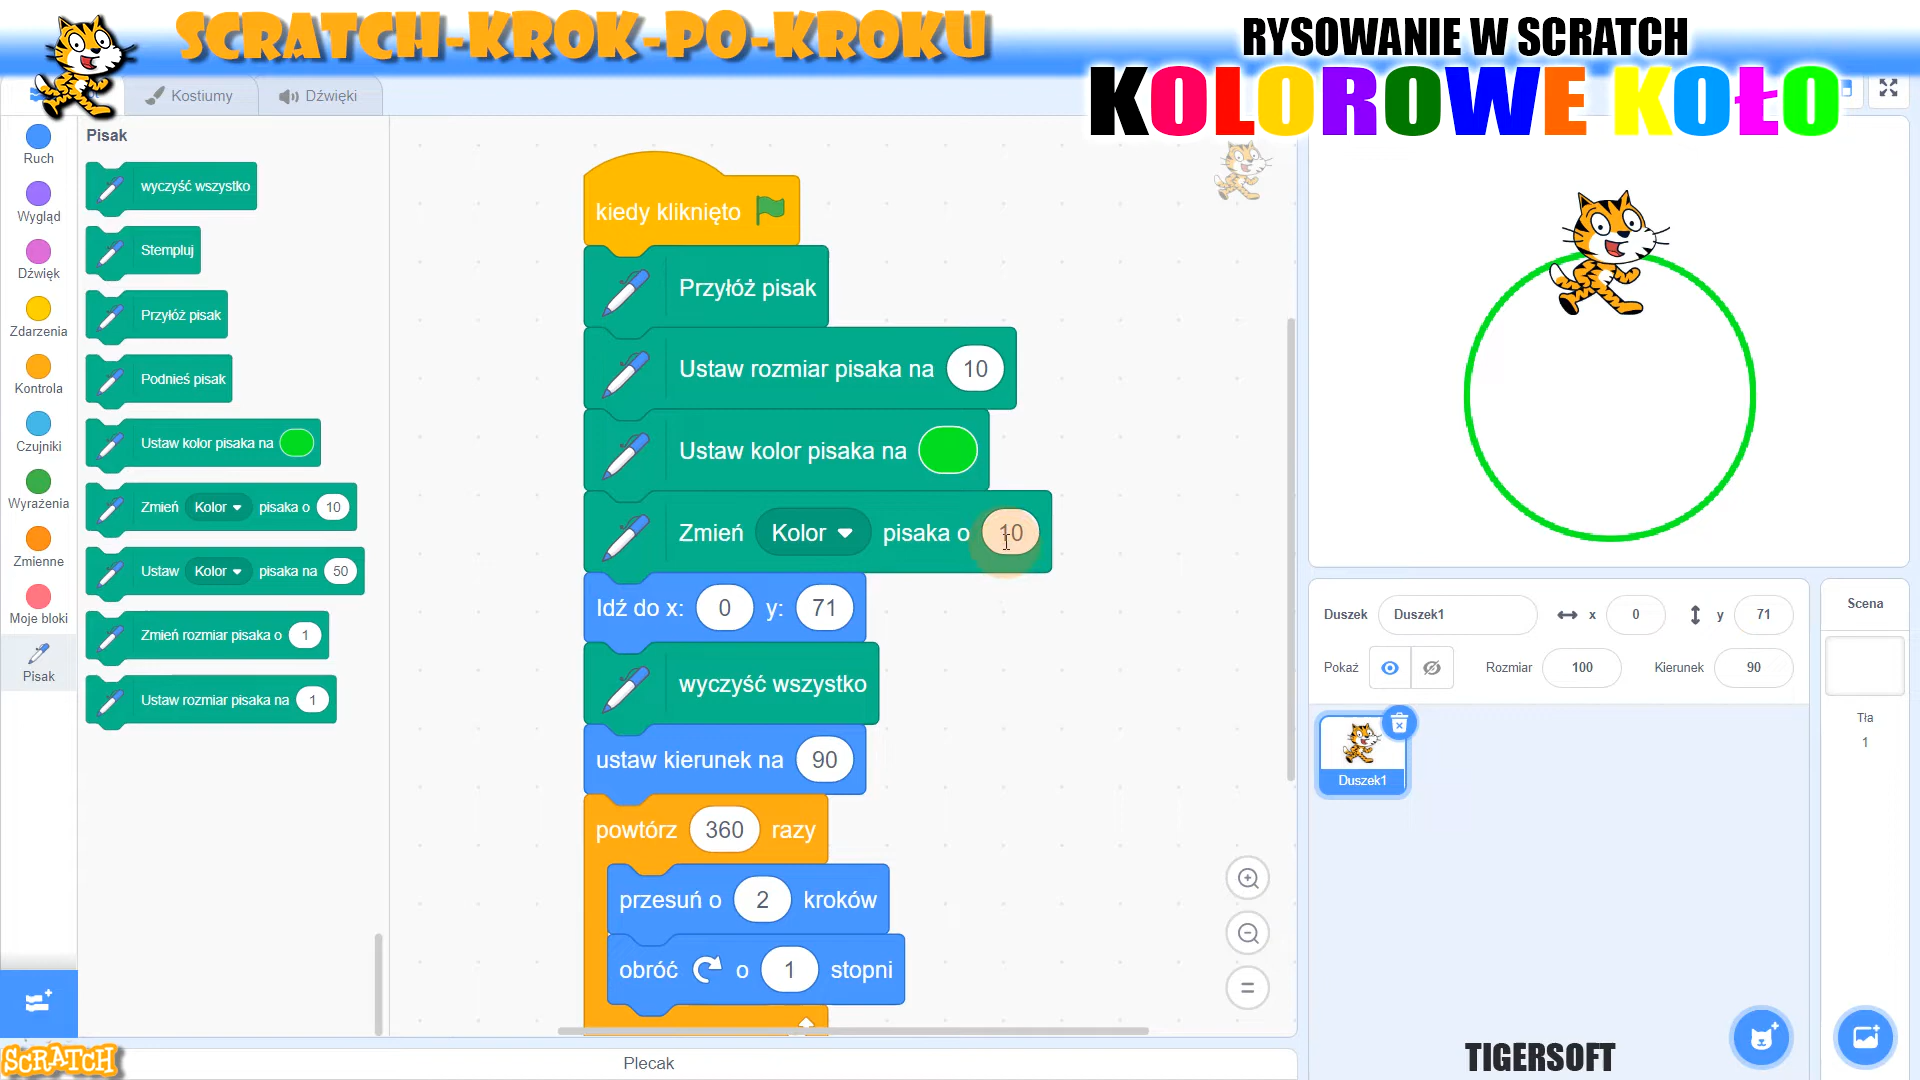 SCRATCH-KROK-PO-KROKU
RYSOWANIE W SCRATCH
KOLOROWE KOŁO
Kostiumy
Dźwięki
Ruch
Wygląd
Dźwięk
Zdarzenia
Kontrola
Czujniki
Wyrażenia
Zmienne
Moje bloki
Pisak
Pisak
wyczyść wszystko
Stempluj
Przyłóż pisak
Podnieś pisak
Ustaw kolor pisaka na
Zmień Kolor pisaka o 10
Ustaw Kolor pisaka na 50
Zmień rozmiar pisaka o 1
Ustaw rozmiar pisaka na 1
kiedy kliknięto
Przyłóż pisak
Ustaw rozmiar pisaka na 10
Ustaw kolor pisaka na
Zmień Kolor pisaka o 10
Idź do x: 0 y: 71
wyczyść wszystko
ustaw kierunek na 90
powtórz 360 razy
przesuń o 2 kroków
obróć o 1 stopni
Duszek Duszek1 x 0 y 71
Pokaż Rozmiar 100 Kierunek 90
Duszek1
Scena
Tła
1
Plecak
SCRATCH
TIGERSOFT